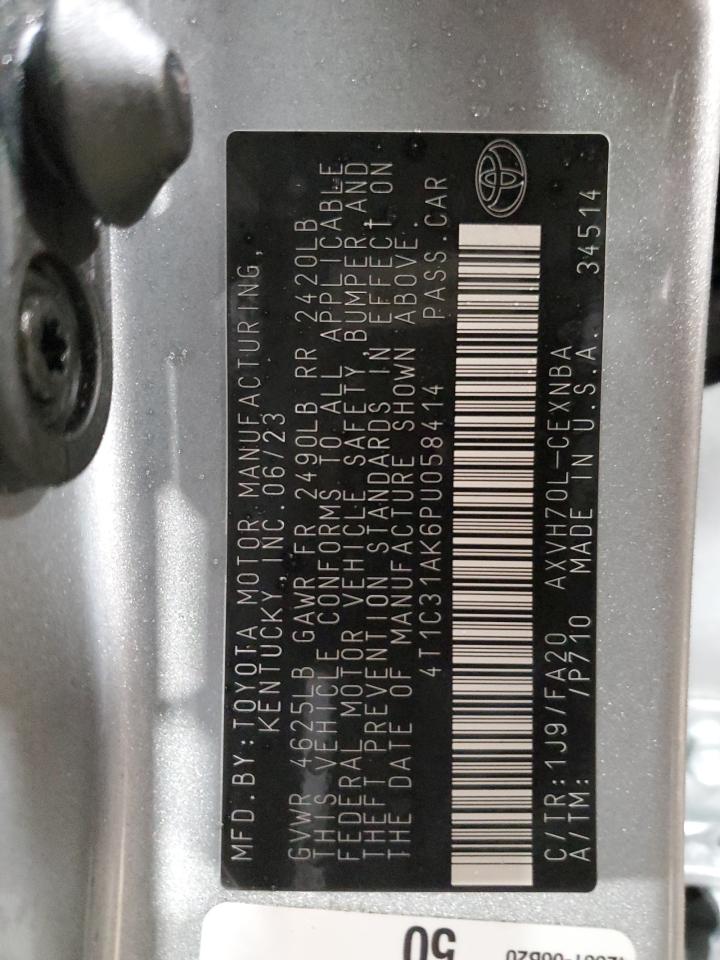 MFD.BY:TOYOTA MOTOR MANUFACTURING,
KENTUCKY,INC.06/23
GVWR 4625LB GAWR FR 2490LB RR 2420LB
THIS VEHICLE CONFORMS TO ALL APPLICABLE
FEDERAL MOTOR VEHICLE SAFETY, BUMPER,AND
THEFT PREVENTION STANDARDS IN EFFECT ON
THE DATE OF MANUFACTURE SHOWN ABOVE.
4T1C31AK6PU058414 PASS.CAR
C/TR:1J9/FA20 AXVH70L-CEXNBA 34514
A/TM: /P710 MADE IN U.S.A.
50